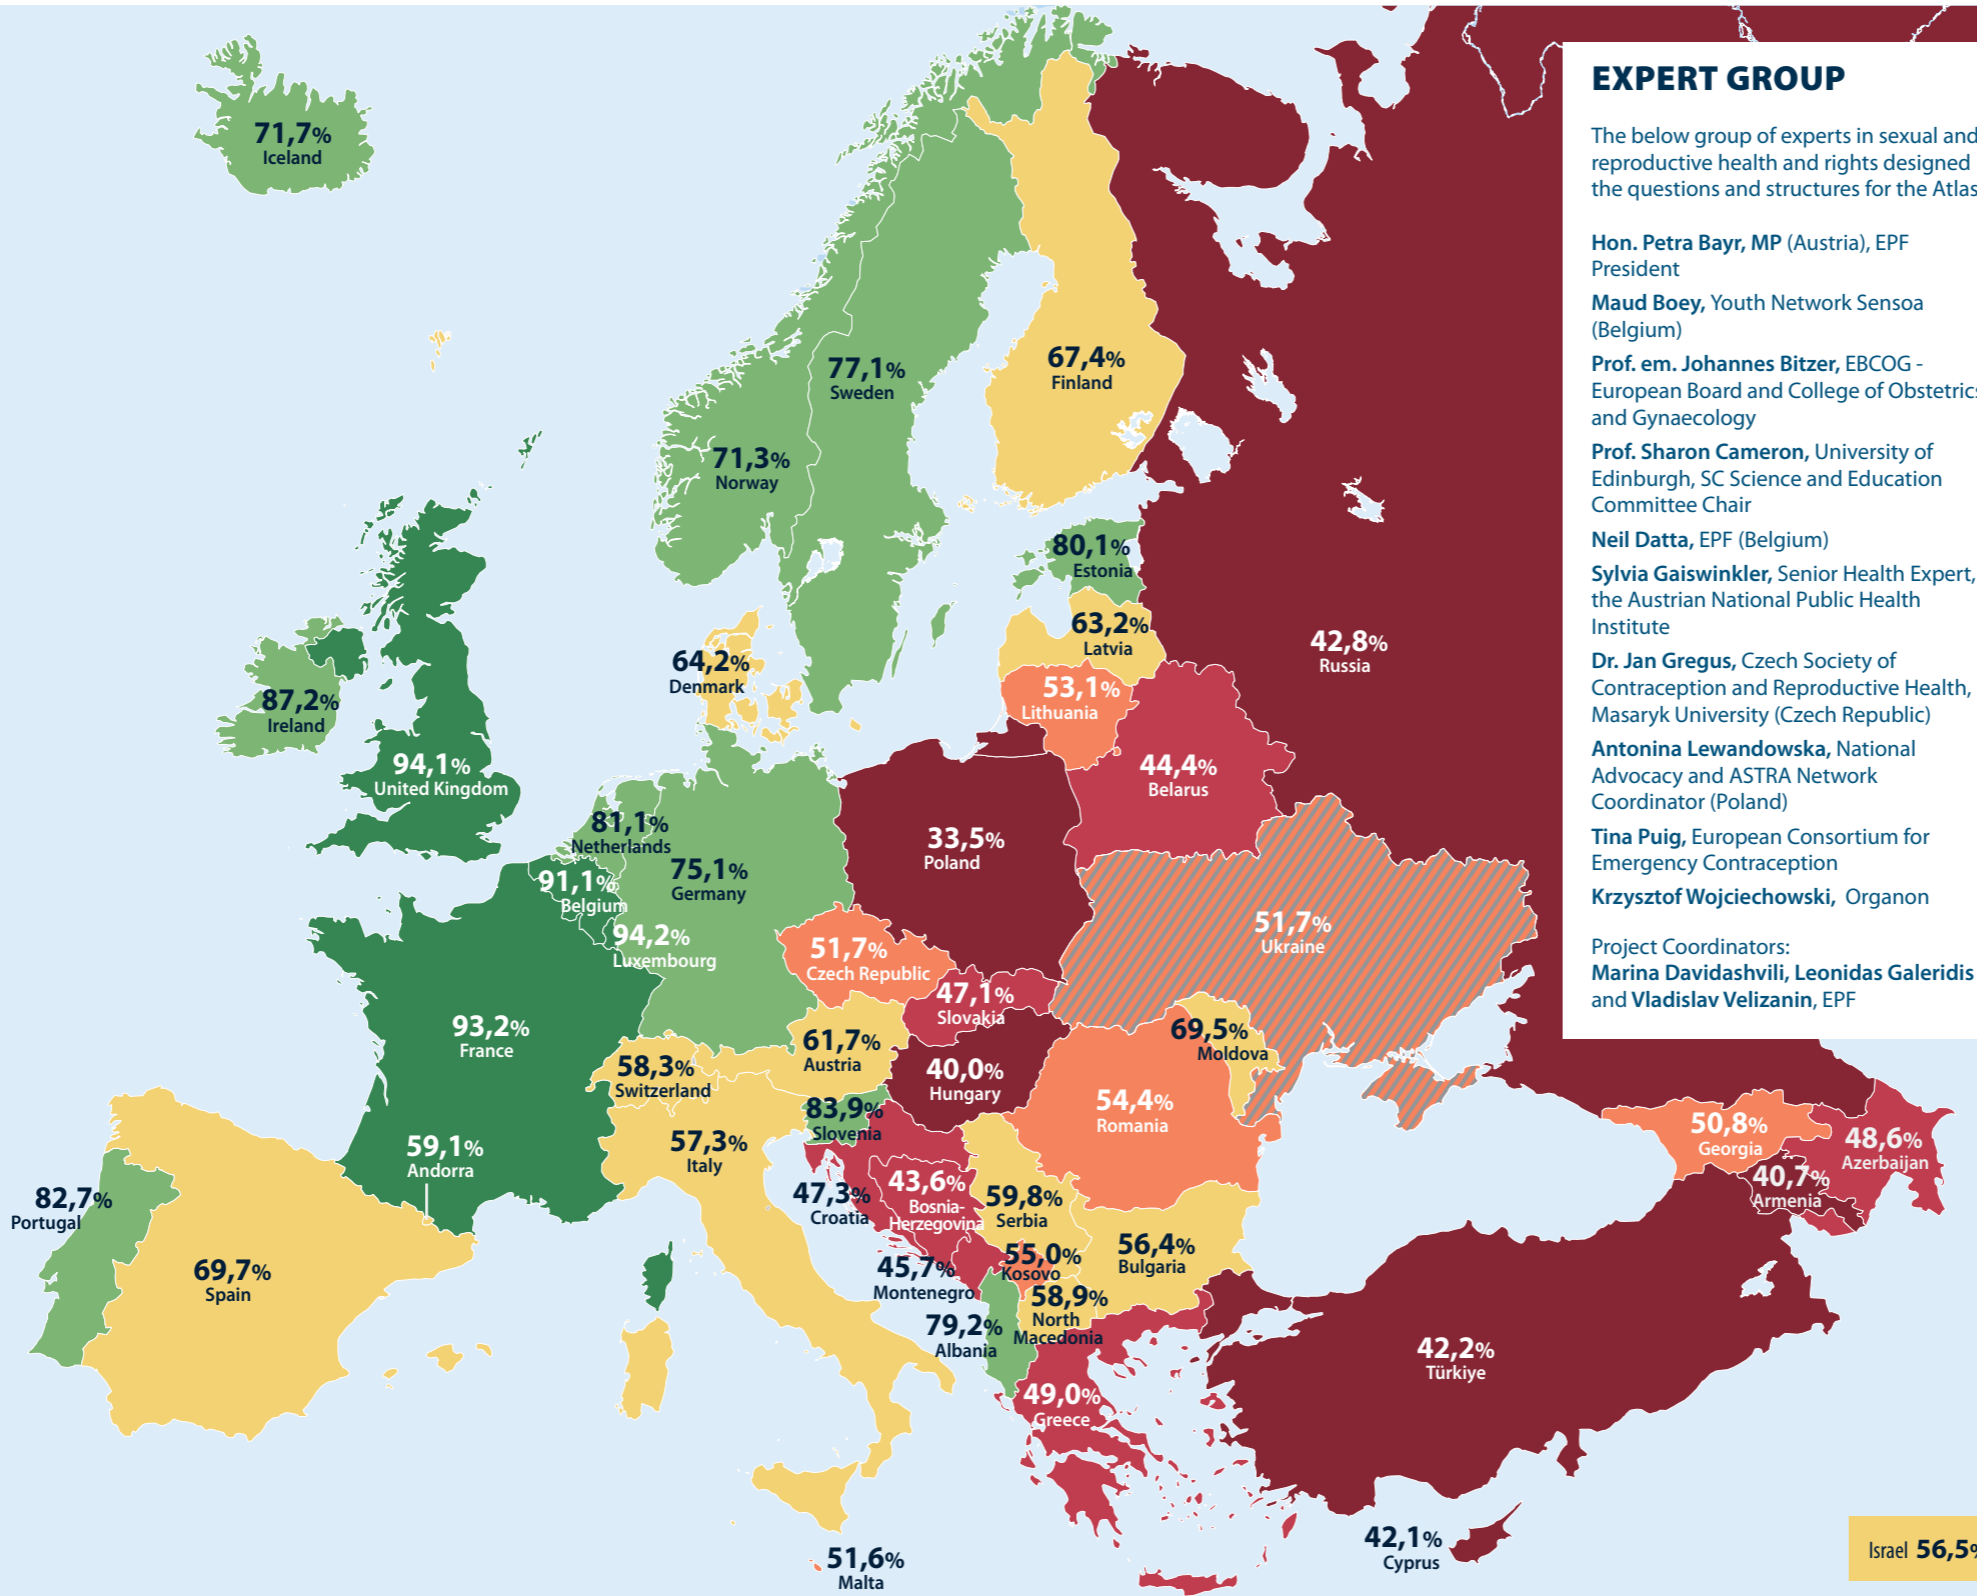 71,7%
Iceland
77,1%
Sweden
67,4%
Finland
71,3%
Norway
80,1%
Estonia
63,2%
Latvia
64,2%
Denmark
53,1%
Lithuania
42,8%
Russia
87,2%
Ireland
94,1%
United Kingdom
44,4%
Belarus
81,1%
Netherlands
75,1%
Germany
33,5%
Poland
91,1%
Belgium
94,2%
Luxembourg
51,7%
Czech Republic
51,7%
Ukraine
47,1%
Slovakia
93,2%
France
61,7%
Austria
69,5%
Moldova
58,3%
Switzerland
40,0%
Hungary
54,4%
Romania
83,9%
Slovenia
57,3%
Italy
59,1%
Andorra
50,8%
Georgia
48,6%
Azerbaijan
40,7%
Armenia
82,7%
Portugal
47,3%
Croatia
43,6%
Bosnia-
Herzegovina
59,8%
Serbia
69,7%
Spain
45,7%
Montenegro
55,0%
Kosovo
56,4%
Bulgaria
58,9%
North
Macedonia
79,2%
Albania
42,2%
Türkiye
49,0%
Greece
42,1%
Cyprus
51,6%
Malta
Israel 56,5%
EXPERT GROUP
The below group of experts in sexual and
reproductive health and rights designed
the questions and structures for the Atlas
Hon. Petra Bayr, MP (Austria), EPF
President
Maud Boey, Youth Network Sensoa
(Belgium)
Prof. em. Johannes Bitzer, EBCOG -
European Board and College of Obstetrics
and Gynaecology
Prof. Sharon Cameron, University of
Edinburgh, SC Science and Education
Committee Chair
Neil Datta, EPF (Belgium)
Sylvia Gaiswinkler, Senior Health Expert,
the Austrian National Public Health
Institute
Dr. Jan Gregus, Czech Society of
Contraception and Reproductive Health,
Masaryk University (Czech Republic)
Antonina Lewandowska, National
Advocacy and ASTRA Network
Coordinator (Poland)
Tina Puig, European Consortium for
Emergency Contraception
Krzysztof Wojciechowski, Organon
Project Coordinators:
Marina Davidashvili, Leonidas Galeridis
and Vladislav Velizanin, EPF